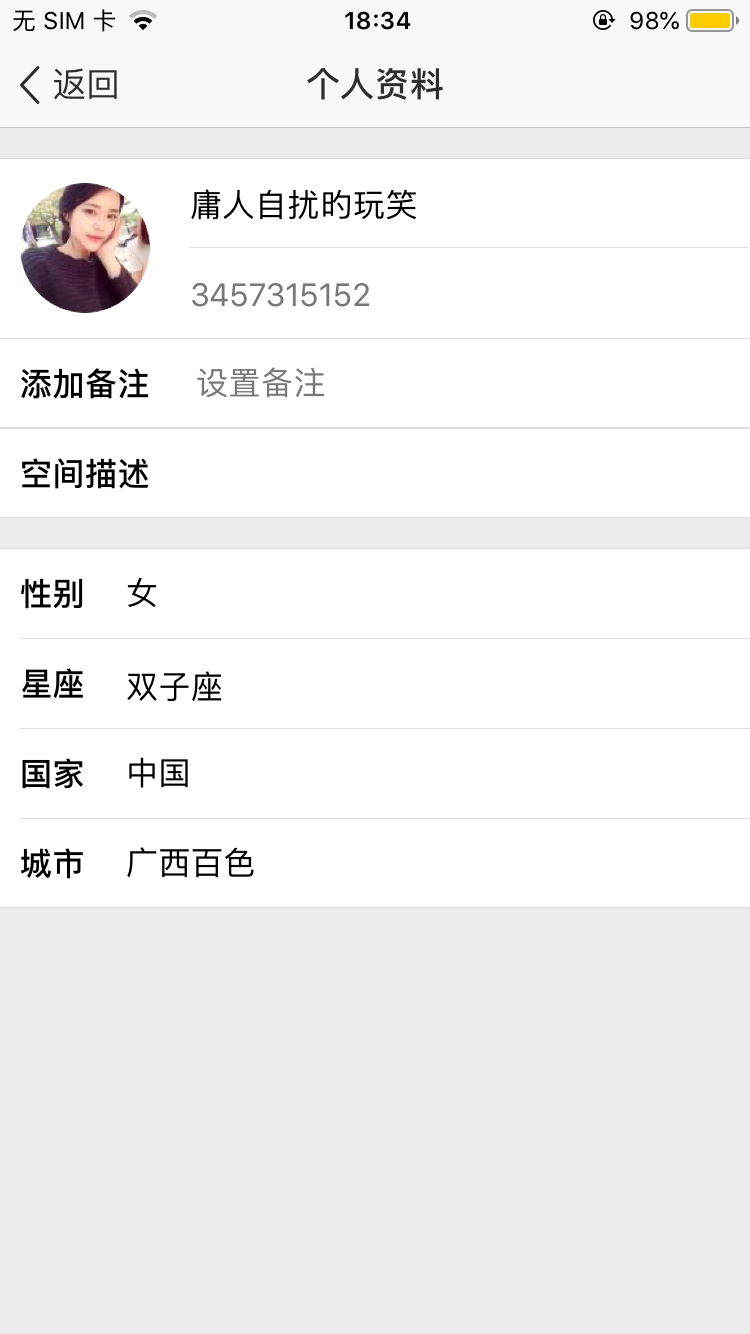 无 SIM 卡 18:34 98%
返回 个人资料
庸人自扰旳玩笑
3457315152
添加备注 设置备注
空间描述
性别 女
星座 双子座
国家 中国
城市 广西百色